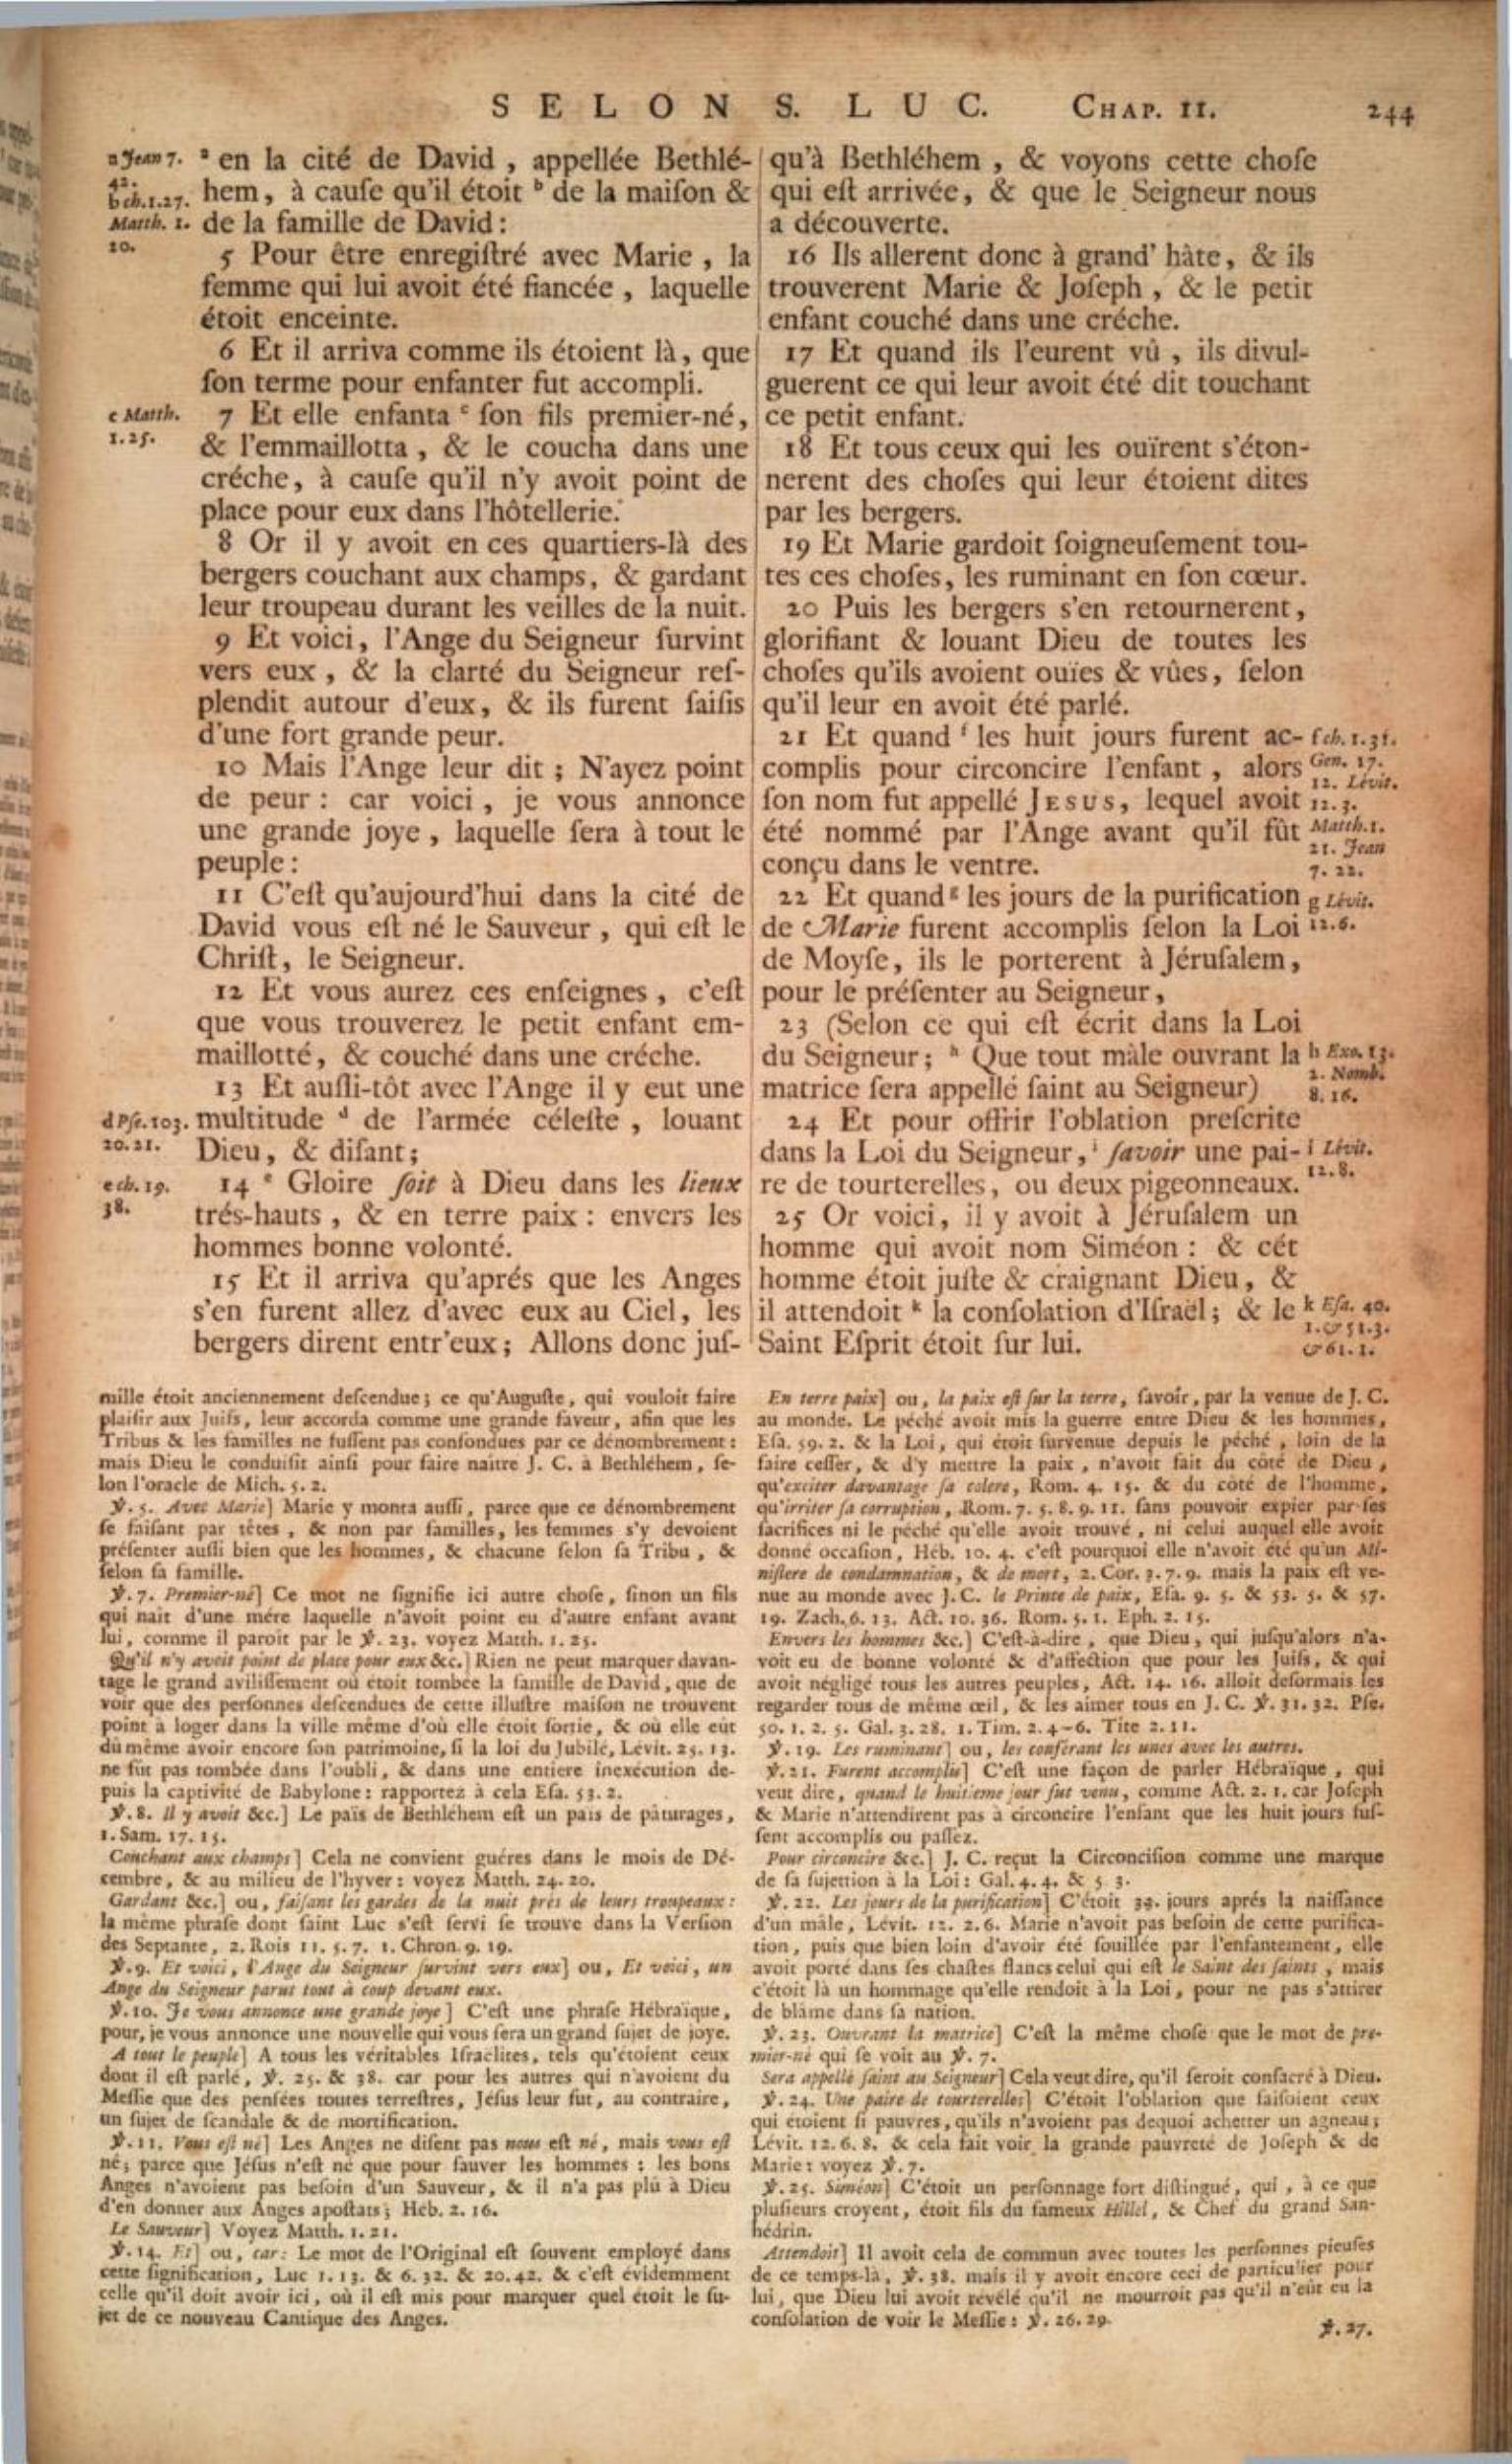 SELON S. LUC. CHAP. II. 244
a Jean 7.
42.
b ch.1.27.
Matth. 1.
20.
ª en la cité de David , appellée Bethlé-
hem, à cauſe qu'il étoit ᵇ de la maiſon &
de la famille de David :
5 Pour être enregiſtré avec Marie , la
femme qui lui avoit été fiancée , laquelle
étoit enceinte.
6 Et il arriva comme ils étoient là, que
ſon terme pour enfanter fut accompli.
c Matth.
1.25.
7 Et elle enfanta ᶜ ſon fils premier-né,
& l'emmaillotta , & le coucha dans une
créche, à cauſe qu'il n'y avoit point de
place pour eux dans l'hôtellerie.
8 Or il y avoit en ces quartiers-là des
bergers couchant aux champs, & gardant
leur troupeau durant les veilles de la nuit.
9 Et voici, l'Ange du Seigneur ſurvint
vers eux , & la clarté du Seigneur reſ-
plendit autour d'eux, & ils furent ſaiſis
d'une fort grande peur.
10 Mais l'Ange leur dit ; N'ayez point
de peur : car voici , je vous annonce
une grande joye , laquelle ſera à tout le
peuple :
11 C'eſt qu'aujourd'hui dans la cité de
David vous eſt né le Sauveur , qui eſt le
Chriſt, le Seigneur.
12 Et vous aurez ces enſeignes , c'eſt
que vous trouverez le petit enfant em-
maillotté, & couché dans une créche.
13 Et auſſi-tôt avec l'Ange il y eut une
d Pſe. 103.
20. 21.
multitude ᵈ de l'armée céleſte , louant
Dieu, & diſant ;
e ch. 19.
38.
14 ᵉ Gloire ſoit à Dieu dans les lieux
trés-hauts , & en terre paix : envers les
hommes bonne volonté.
15 Et il arriva qu'aprés que les Anges
s'en furent allez d'avec eux au Ciel, les
bergers dirent entr'eux ; Allons donc juſ-
qu'à Bethléhem , & voyons cette choſe
qui eſt arrivée, & que le Seigneur nous
a découverte.
16 Ils allerent donc à grand' hâte, & ils
trouverent Marie & Joſeph , & le petit
enfant couché dans une créche.
17 Et quand ils l'eurent vû , ils divul-
guerent ce qui leur avoit été dit touchant
ce petit enfant.
18 Et tous ceux qui les ouïrent s'éton-
nerent des choſes qui leur étoient dites
par les bergers.
19 Et Marie gardoit ſoigneuſement tou-
tes ces choſes, les ruminant en ſon cœur.
20 Puis les bergers s'en retournerent,
glorifiant & louant Dieu de toutes les
choſes qu'ils avoient ouïes & vûes, ſelon
qu'il leur en avoit été parlé.
21 Et quand ᶠ les huit jours furent ac-
complis pour circoncire l'enfant , alors
ſon nom fut appellé JESUS, lequel avoit
été nommé par l'Ange avant qu'il fût
conçu dans le ventre.
f ch. 1.31.
Gen. 17.
12. Lévit.
12. 3.
Matth.1.
21. Jean
7. 22.
22 Et quand ᵍ les jours de la purification
de Marie furent accomplis ſelon la Loi
de Moyſe, ils le porterent à Jéruſalem,
pour le préſenter au Seigneur ,
g Lévit.
12. 6.
23 (Selon ce qui eſt écrit dans la Loi
du Seigneur ; ʰ Que tout mâle ouvrant la
matrice ſera appellé ſaint au Seigneur)
h Exo. 13.
2. Nomb.
8. 16.
24 Et pour offrir l'oblation preſcrite
dans la Loi du Seigneur, ⁱ ſavoir une pai-
re de tourterelles, ou deux pigeonneaux.
i Lévit.
12. 8.
25 Or voici, il y avoit à Jéruſalem un
homme qui avoit nom Siméon : & cét
homme étoit juſte & craignant Dieu, &
il attendoit ᵏ la conſolation d'Iſraël ; & le
Saint Eſprit étoit ſur lui.
k Eſa. 40.
1. & 51.3.
& 61. 1.
mille étoit anciennement deſcendue ; ce qu'Auguſte, qui vouloit faire
plaiſir aux Juifs, leur accorda comme une grande faveur, afin que les
Tribus & les familles ne fuſſent pas confondues par ce dénombrement :
mais Dieu le conduiſit ainſi pour faire naître J. C. à Bethléhem, ſe-
lon l'oracle de Mich. 5. 2.
℣. 5. Avec Marie] Marie y monta auſſi, parce que ce dénombrement
ſe faiſant par têtes , & non par familles, les femmes s'y devoient
préſenter auſſi bien que les hommes, & chacune ſelon ſa Tribu , &
ſelon ſa famille.
℣. 7. Premier-né] Ce mot ne ſignifie ici autre choſe, ſinon un fils
qui naît d'une mére laquelle n'avoit point eu d'autre enfant avant
lui, comme il paroît par le ℣. 23. voyez Matth. 1. 25.
Qu'il n'y avoit point de place pour eux &c.] Rien ne peut marquer davan-
tage le grand aviliſſement où étoit tombée la famille de David, que de
voir que des perſonnes deſcendues de cette illuſtre maiſon ne trouvent
point à loger dans la ville même d'où elle étoit ſortie, & où elle eût
dû même avoir encore ſon patrimoine, ſi la loi du Jubilé, Lévit. 25. 13.
ne fût pas tombée dans l'oubli, & dans une entiere inexécution de-
puis la captivité de Babylone : rapportez à cela Eſa. 53. 2.
℣. 8. Il y avoit &c.] Le païs de Bethléhem eſt un païs de pâturages,
1. Sam. 17. 15.
Couchant aux champs] Cela ne convient guéres dans le mois de Dé-
cembre, & au milieu de l'hyver : voyez Matth. 24. 20.
Gardant &c.] ou, faiſant les gardes de la nuit prés de leurs troupeaux :
la même phraſe dont ſaint Luc s'eſt ſervi ſe trouve dans la Verſion
des Septante, 2. Rois 11. 5. 7. 1. Chron. 9. 19.
℣. 9. Et voici, l'Ange du Seigneur ſurvint vers eux] ou, Et voici, un
Ange du Seigneur parut tout à coup devant eux.
℣. 10. Je vous annonce une grande joye] C'eſt une phraſe Hébraïque,
pour, je vous annonce une nouvelle qui vous ſera un grand ſujet de joye.
A tout le peuple] A tous les véritables Iſraëlites, tels qu'étoient ceux
dont il eſt parlé, ℣. 25. & 38. car pour les autres qui n'avoient du
Meſſie que des penſées toutes terreſtres, Jéſus leur fut, au contraire,
un ſujet de ſcandale & de mortification.
℣. 11. Vous eſt né] Les Anges ne diſent pas nous eſt né, mais vous eſt
né ; parce que Jéſus n'eſt né que pour ſauver les hommes : les bons
Anges n'avoient pas beſoin d'un Sauveur, & il n'a pas plû à Dieu
d'en donner aux Anges apoſtats ; Héb. 2. 16.
Le Sauveur] Voyez Matth. 1. 21.
℣. 14. Et] ou, car : Le mot de l'Original eſt ſouvent employé dans
cette ſignification, Luc 1. 13. & 6. 32. & 20. 42. & c'eſt évidemment
celle qu'il doit avoir ici, où il eſt mis pour marquer quel étoit le ſu-
jet de ce nouveau Cantique des Anges.
En terre paix] ou, la paix eſt ſur la terre, ſavoir, par la venue de J. C.
au monde. Le péché avoit mis la guerre entre Dieu & les hommes,
Eſa. 59. 2. & la Loi, qui étoit ſurvenue depuis le péché , loin de la
faire ceſſer, & d'y mettre la paix , n'avoit fait du côté de Dieu ,
qu'exciter davantage ſa colere, Rom. 4. 15. & du côté de l'homme,
qu'irriter ſa corruption, Rom. 7. 5. 8. 9. 11. ſans pouvoir expier par ſes
ſacrifices ni le péché qu'elle avoit trouvé , ni celui auquel elle avoit
donné occaſion, Héb. 10. 4. c'eſt pourquoi elle n'avoit été qu'un Mi-
niſtere de condamnation, & de mort, 2. Cor. 3. 7. 9. mais la paix eſt ve-
nue au monde avec J. C. le Prince de paix, Eſa. 9. 5. & 53. 5. & 57.
19. Zach. 6. 13. Act. 10. 36. Rom. 5. 1. Eph. 2. 15.
Envers les hommes &c.] C'eſt-à-dire , que Dieu, qui juſqu'alors n'a-
voit eu de bonne volonté & d'affection que pour les Juifs, & qui
avoit négligé tous les autres peuples, Act. 14. 16. alloit deſormais les
regarder tous de même œil, & les aimer tous en J. C. ℣. 31. 32. Pſe.
50. 1. 2. 5. Gal. 3. 28. 1. Tim. 2. 4-6. Tite 2. 11.
℣. 19. Les ruminant] ou, les conférant les unes avec les autres.
℣. 21. Furent accomplis] C'eſt une façon de parler Hébraïque , qui
veut dire, quand le huitieme jour fut venu, comme Act. 2. 1. car Joſeph
& Marie n'attendirent pas à circoncire l'enfant que les huit jours fuſ-
ſent accomplis ou paſſez.
Pour circoncire &c.] J. C. reçut la Circonciſion comme une marque
de ſa ſujettion à la Loi : Gal. 4. 4. & 5. 3.
℣. 22. Les jours de la purification] C'étoit 34. jours aprés la naiſſance
d'un mâle, Lévit. 12. 2. 6. Marie n'avoit pas beſoin de cette purifica-
tion, puis que bien loin d'avoir été ſouillée par l'enfantement, elle
avoit porté dans ſes chaſtes flancs celui qui eſt le Saint des ſaints , mais
c'étoit là un hommage qu'elle rendoit à la Loi, pour ne pas s'attirer
de blâme dans ſa nation.
℣. 23. Ouvrant la matrice] C'eſt la même choſe que le mot de pre-
mier-né qui ſe voit au ℣. 7.
Sera appellé ſaint au Seigneur] Cela veut dire, qu'il ſeroit conſacré à Dieu.
℣. 24. Une paire de tourterelles] C'étoit l'oblation que faiſoient ceux
qui étoient ſi pauvres, qu'ils n'avoient pas dequoi achetter un agneau ;
Lévit. 12. 6. 8. & cela fait voir la grande pauvreté de Joſeph & de
Marie : voyez ℣. 7.
℣. 25. Siméon] C'étoit un perſonnage fort diſtingué, qui , à ce que
pluſieurs croyent, étoit fils du fameux Hillel, & Chef du grand San-
hédrin.
Attendoit] Il avoit cela de commun avec toutes les perſonnes pieuſes
de ce temps-là, ℣. 38. mais il y avoit encore ceci de particulier pour
lui, que Dieu lui avoit révélé qu'il ne mourroit pas qu'il n'eût eu la
conſolation de voir le Meſſie : ℣. 26. 29.
℣. 27.